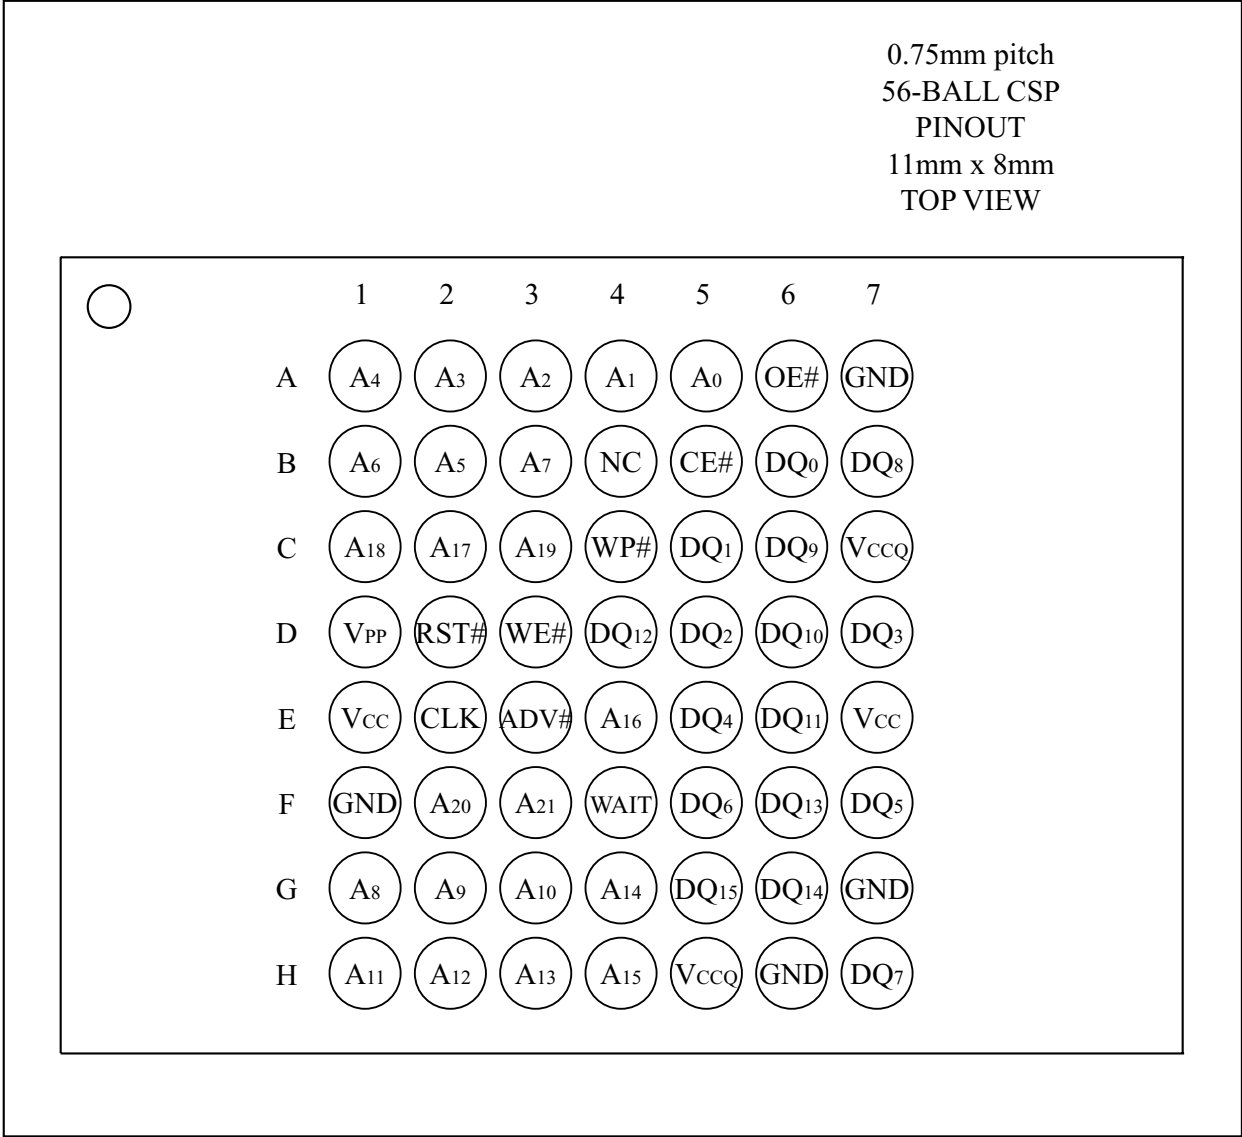 0.75mm pitch
56-BALL CSP
PINOUT
11mm x 8mm
TOP VIEW
1 2 3 4 5 6 7
A A4 A3 A2 A1 A0 OE# GND
B A6 A5 A7 NC CE# DQ0 DQ8
C A18 A17 A19 WP# DQ1 DQ9 VCCQ
D VPP RST# WE# DQ12 DQ2 DQ10 DQ3
E VCC CLK ADV# A16 DQ4 DQ11 VCC
F GND A20 A21 WAIT DQ6 DQ13 DQ5
G A8 A9 A10 A14 DQ15 DQ14 GND
H A11 A12 A13 A15 VCCQ GND DQ7